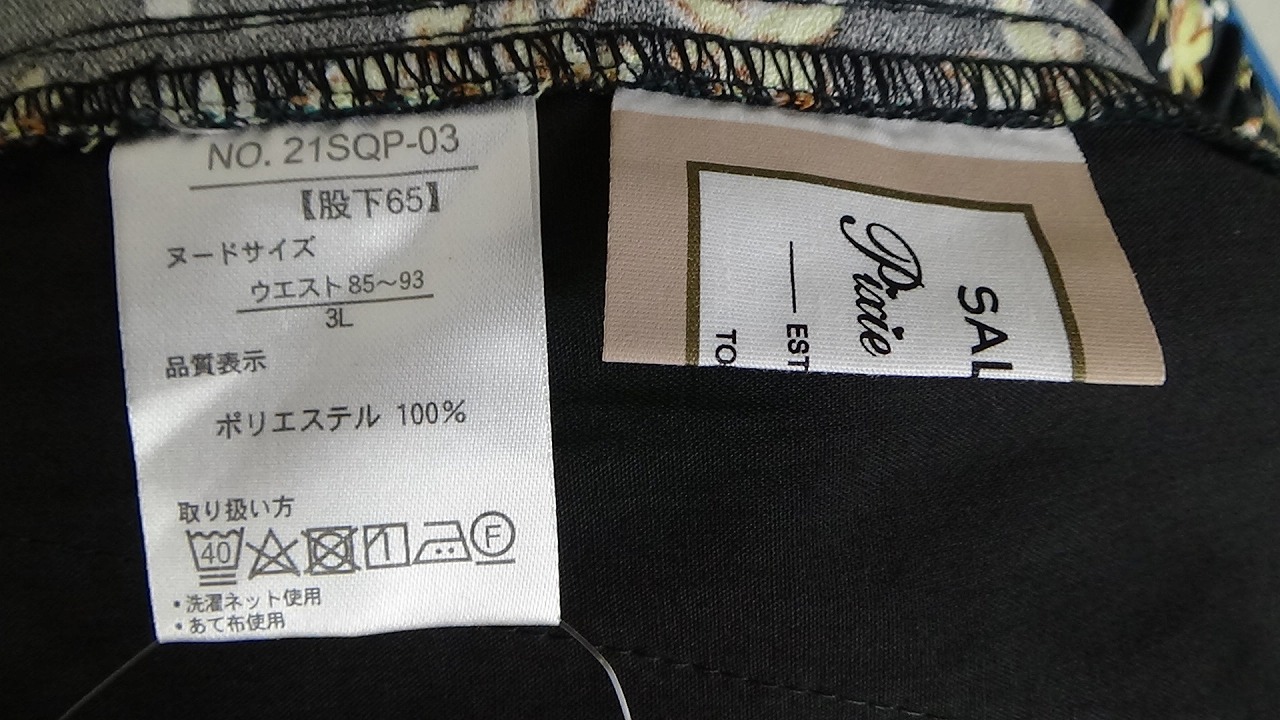 NO. 21SQP-03
【股下65】
ヌードサイズ
ウエスト85~93
3L
品質表示
ポリエステル 100%
取り扱い方
40
F
・洗濯ネット使用
・あて布使用
SAL
Pixie
EST
TO